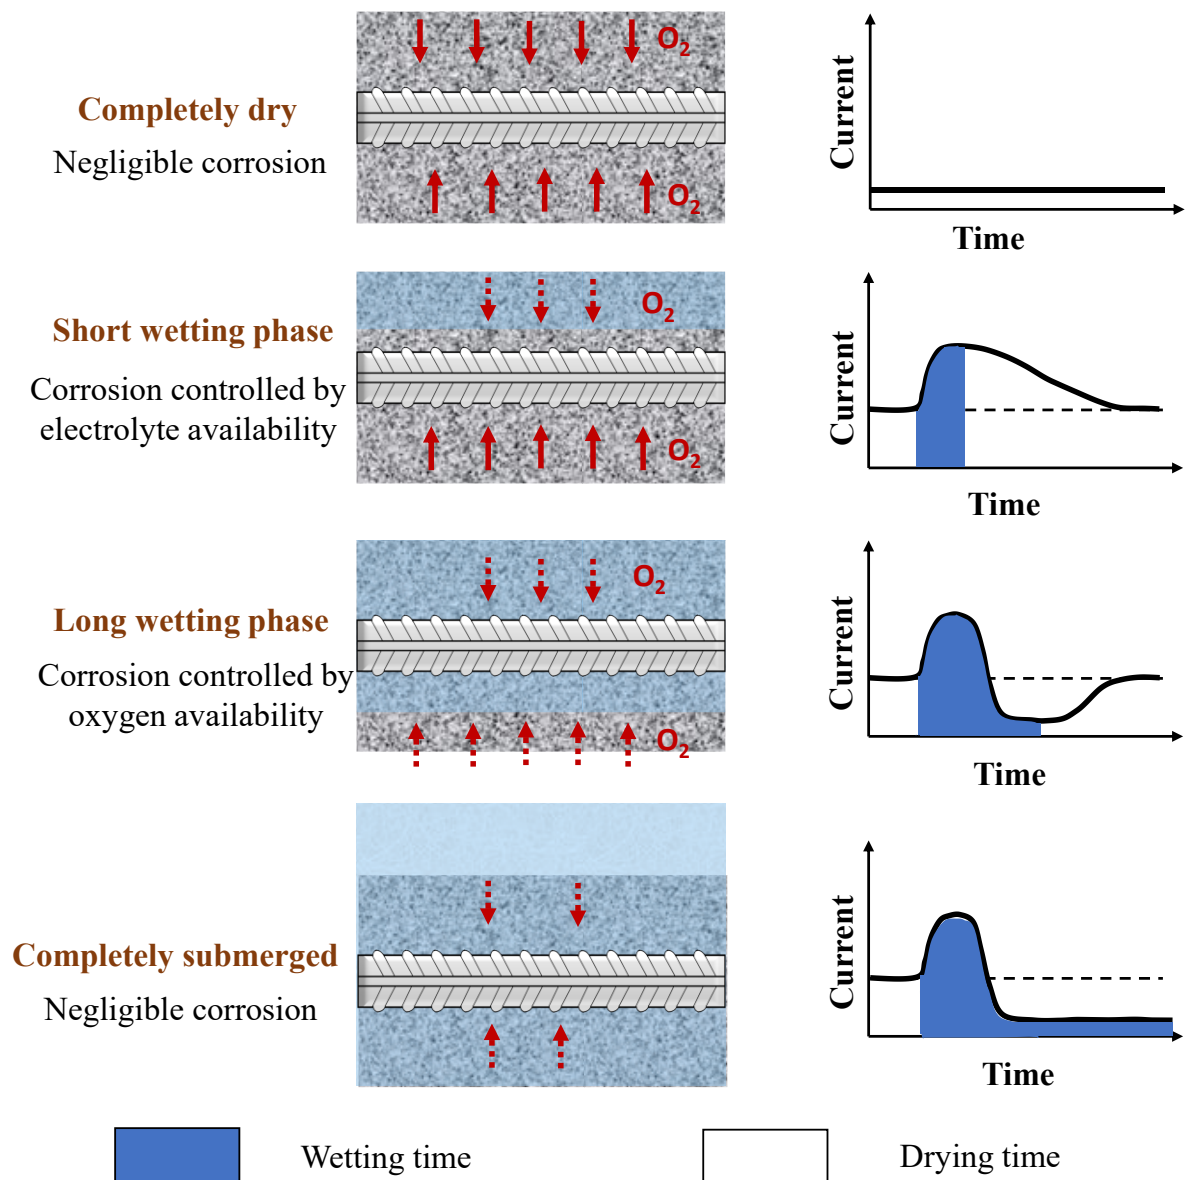 Completely dry
Negligible corrosion
O2
O2
Current
Time
Short wetting phase
Corrosion controlled by
electrolyte availability
O2
O2
Current
Time
Long wetting phase
Corrosion controlled by
oxygen availability
O2
O2
Current
Time
Completely submerged
Negligible corrosion
Current
Time
Wetting time
Drying time